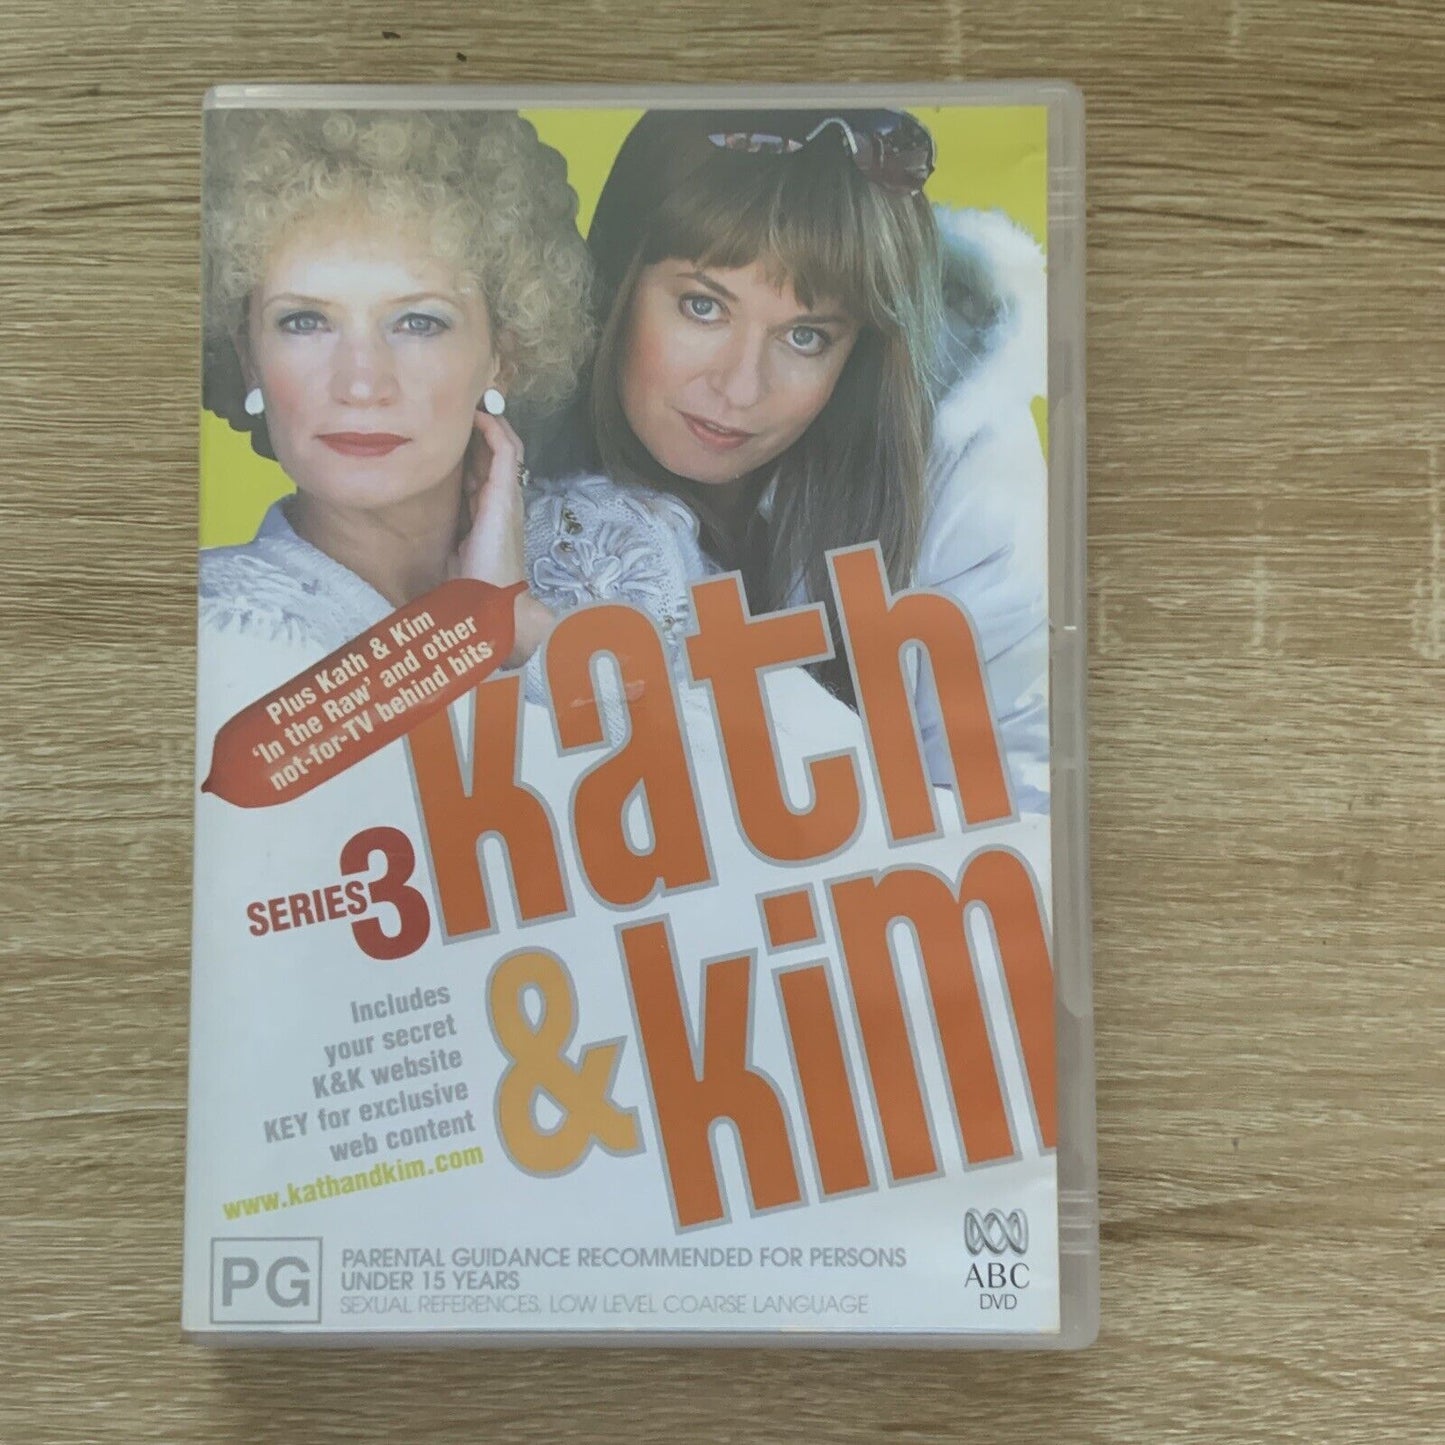 Plus Kath & Kim
'In the Raw' and other
not-for-TV behind bits
kath
& kim
SERIES 3
Includes
your secret
K&K website
KEY for exclusive
web content
www.kathandkim.com
PG
PARENTAL GUIDANCE RECOMMENDED FOR PERSONS
UNDER 15 YEARS
SEXUAL REFERENCES, LOW LEVEL COARSE LANGUAGE
ABC
DVD